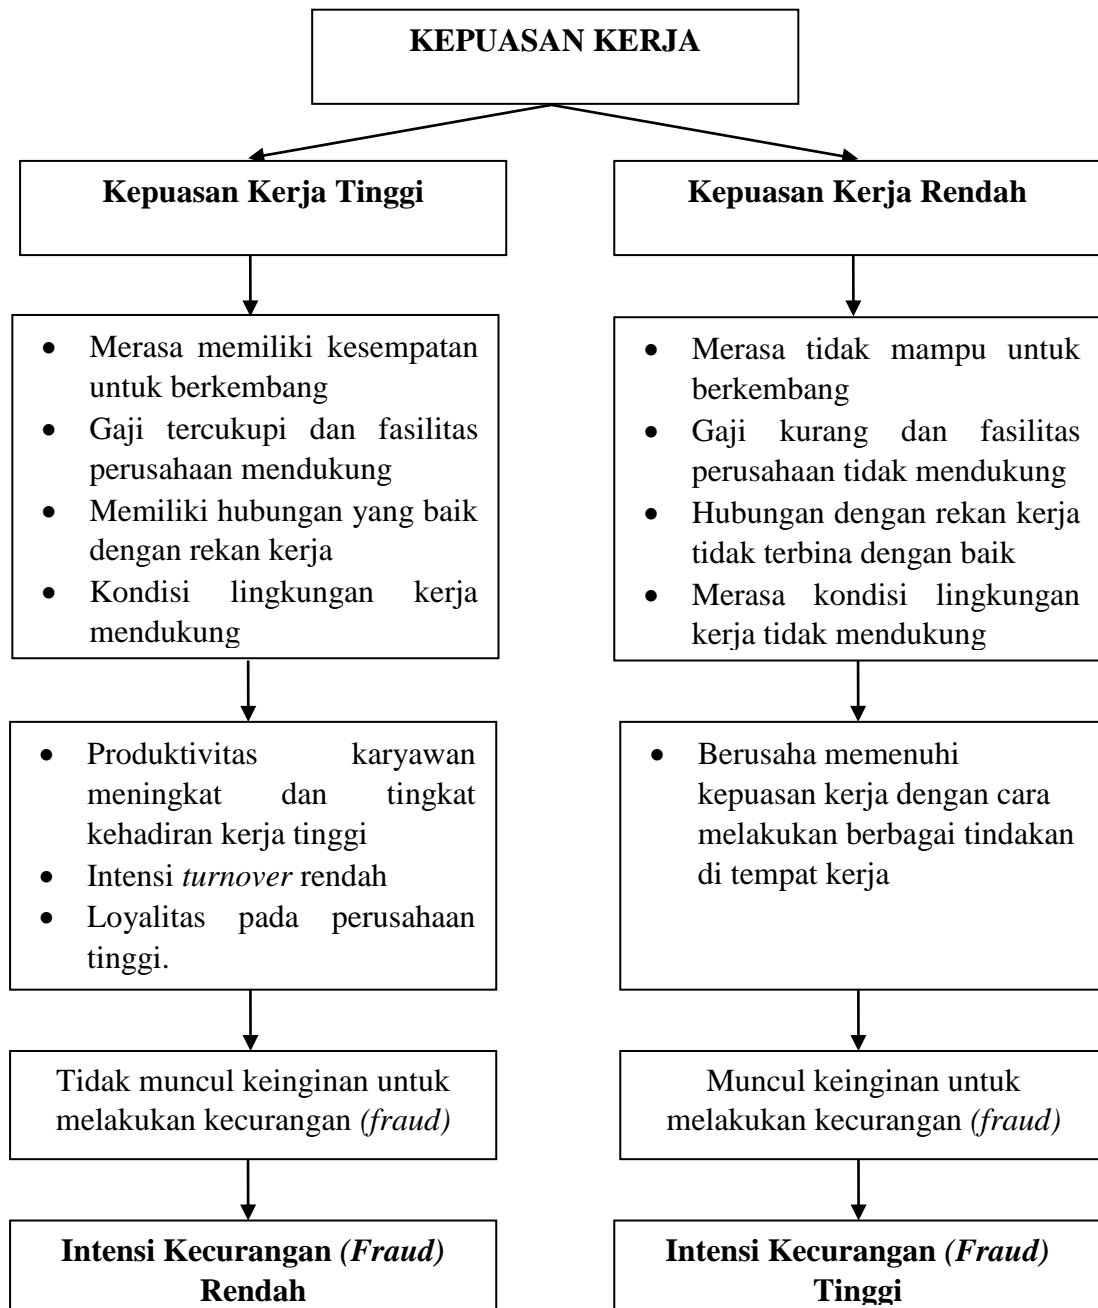 KEPUASAN KERJA
Kepuasan Kerja Tinggi
Kepuasan Kerja Rendah
• Merasa memiliki kesempatan
untuk berkembang
• Gaji tercukupi dan fasilitas
perusahaan mendukung
• Memiliki hubungan yang baik
dengan rekan kerja
• Kondisi lingkungan kerja
mendukung
• Merasa tidak mampu untuk
berkembang
• Gaji kurang dan fasilitas
perusahaan tidak mendukung
• Hubungan dengan rekan kerja
tidak terbina dengan baik
• Merasa kondisi lingkungan
kerja tidak mendukung
• Produktivitas karyawan
meningkat dan tingkat
kehadiran kerja tinggi
• Intensi turnover rendah
• Loyalitas pada perusahaan
tinggi.
• Berusaha memenuhi
kepuasan kerja dengan cara
melakukan berbagai tindakan
di tempat kerja
Tidak muncul keinginan untuk
melakukan kecurangan (fraud)
Muncul keinginan untuk
melakukan kecurangan (fraud)
Intensi Kecurangan (Fraud)
Rendah
Intensi Kecurangan (Fraud)
Tinggi